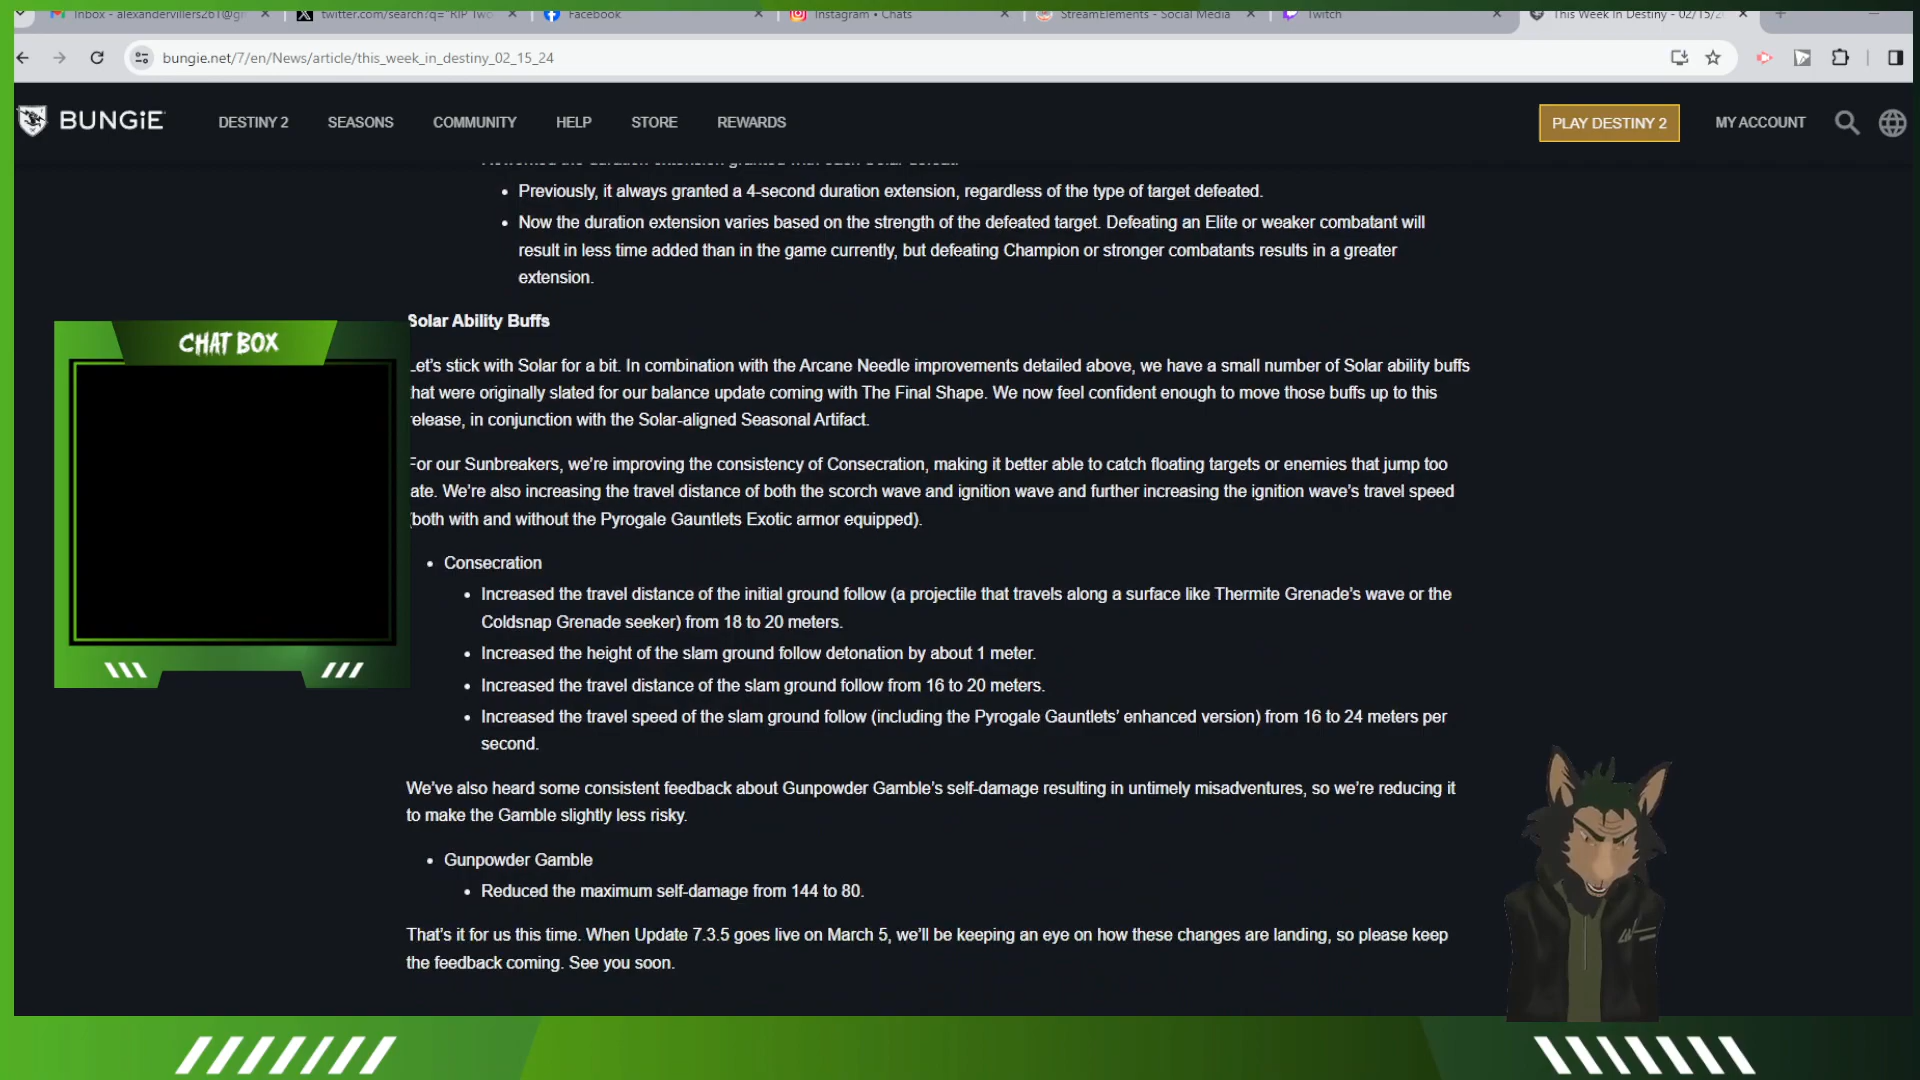 Inbox - alexandervillers261@g
twitter.com/search?q="RIP Two
Facebook
Instagram • Chats
StreamElements - Social Media
Twitch
This Week In Destiny - 02/15/2
bungie.net/7/en/News/article/this_week_in_destiny_02_15_24
BUNGiE
DESTINY 2
SEASONS
COMMUNITY
HELP
STORE
REWARDS
PLAY DESTINY 2
MY ACCOUNT
Reworked the duration extension granted with each Solar defeat.
• Previously, it always granted a 4-second duration extension, regardless of the type of target defeated.
• Now the duration extension varies based on the strength of the defeated target. Defeating an Elite or weaker combatant will
result in less time added than in the game currently, but defeating Champion or stronger combatants results in a greater
extension.
CHAT BOX
Solar Ability Buffs
Let's stick with Solar for a bit. In combination with the Arcane Needle improvements detailed above, we have a small number of Solar ability buffs
that were originally slated for our balance update coming with The Final Shape. We now feel confident enough to move those buffs up to this
release, in conjunction with the Solar-aligned Seasonal Artifact.
For our Sunbreakers, we're improving the consistency of Consecration, making it better able to catch floating targets or enemies that jump too
ate. We're also increasing the travel distance of both the scorch wave and ignition wave and further increasing the ignition wave's travel speed
(both with and without the Pyrogale Gauntlets Exotic armor equipped).
• Consecration
• Increased the travel distance of the initial ground follow (a projectile that travels along a surface like Thermite Grenade's wave or the
Coldsnap Grenade seeker) from 18 to 20 meters.
• Increased the height of the slam ground follow detonation by about 1 meter.
• Increased the travel distance of the slam ground follow from 16 to 20 meters.
• Increased the travel speed of the slam ground follow (including the Pyrogale Gauntlets' enhanced version) from 16 to 24 meters per
second.
We've also heard some consistent feedback about Gunpowder Gamble's self-damage resulting in untimely misadventures, so we're reducing it
to make the Gamble slightly less risky.
• Gunpowder Gamble
• Reduced the maximum self-damage from 144 to 80.
That's it for us this time. When Update 7.3.5 goes live on March 5, we'll be keeping an eye on how these changes are landing, so please keep
the feedback coming. See you soon.